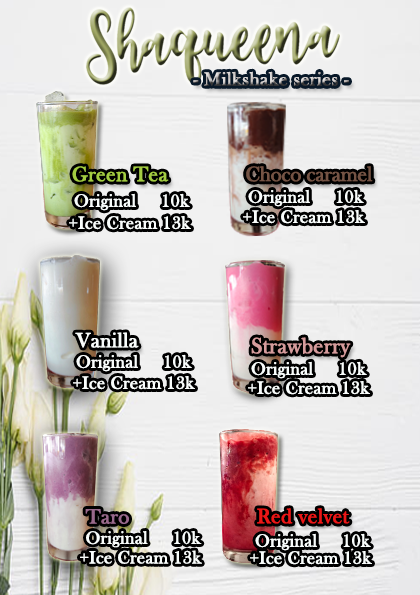 Shaqueena
- Milkshake series -
Green Tea
Original 10k
+Ice Cream 13k
Choco caramel
Original 10k
+Ice Cream 13k
Vanilla
Original 10k
+Ice Cream 13k
Strawberry
Original 10k
+Ice Cream 13k
Taro
Original 10k
+Ice Cream 13k
Red velvet
Original 10k
+Ice Cream 13k